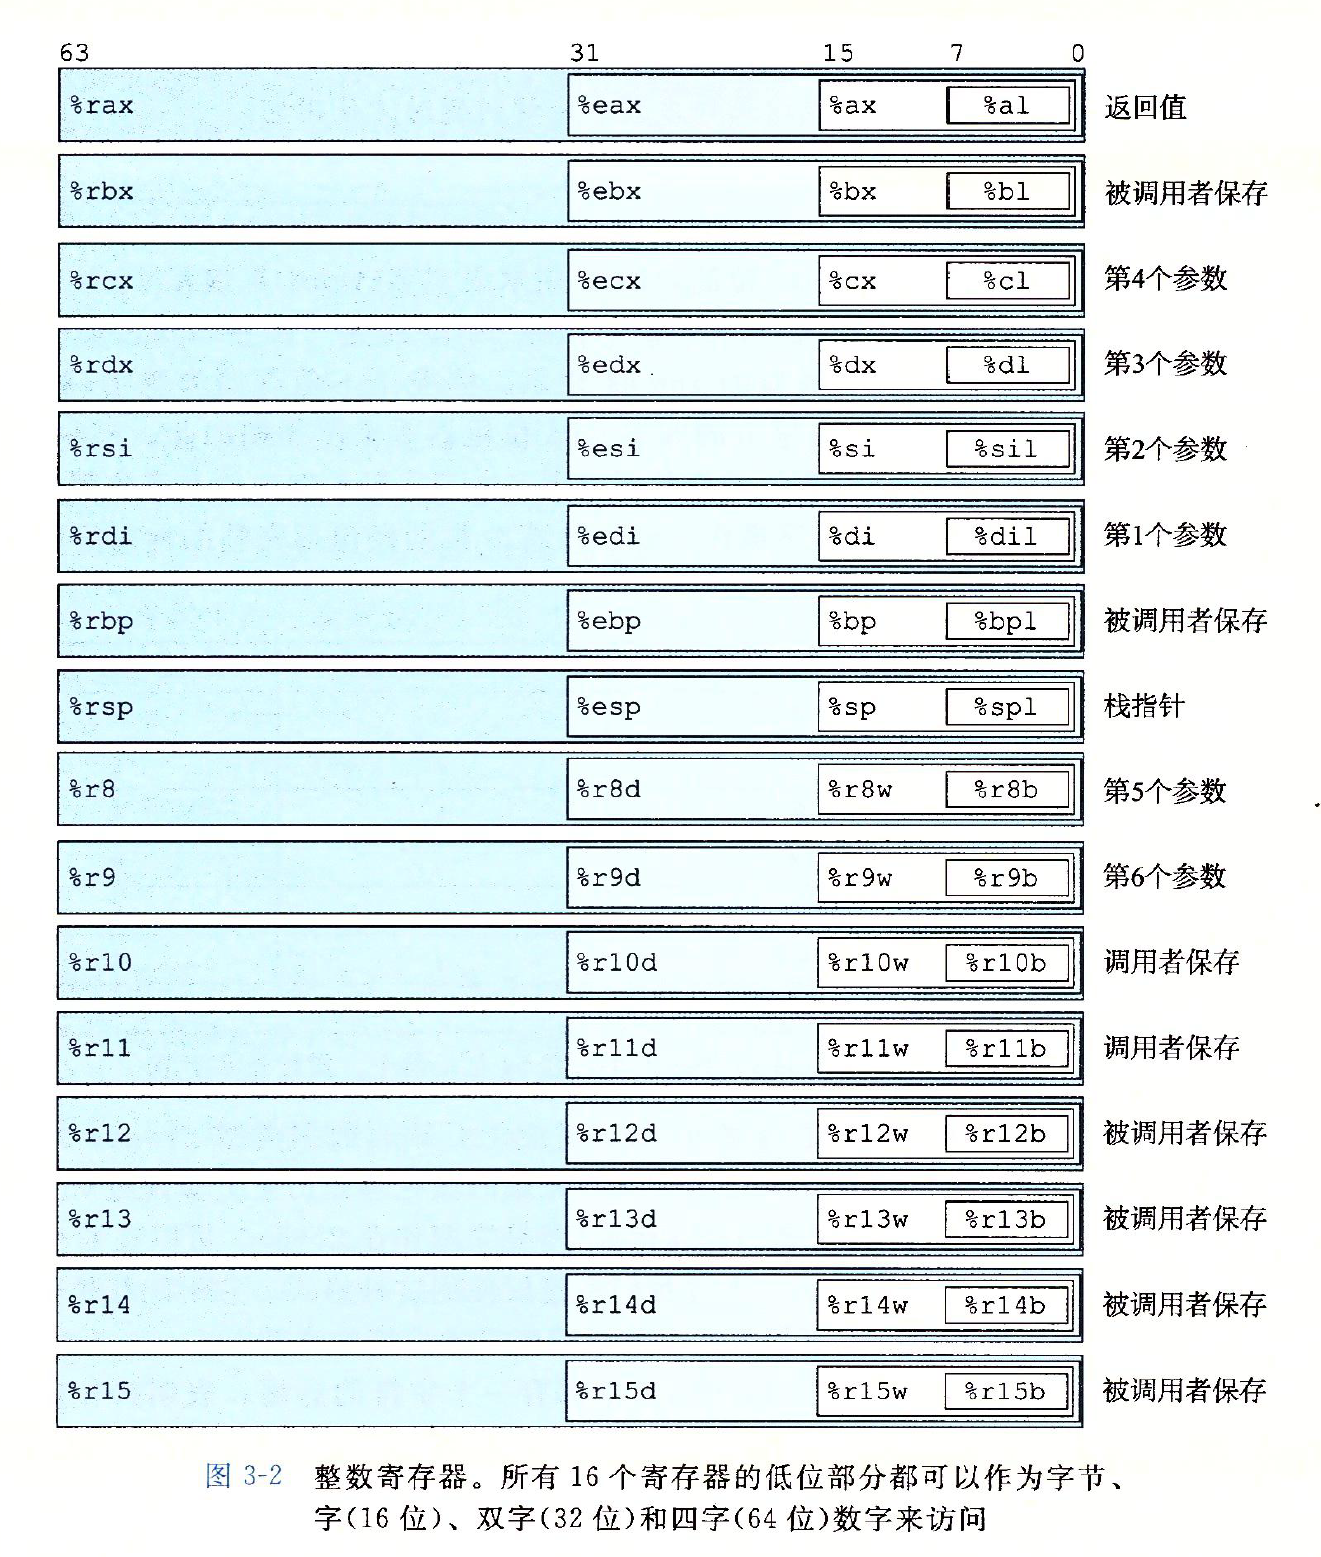 63 31 15 7 0
%rax %eax %ax %al 返回值
%rbx %ebx %bx %bl 被调用者保存
%rcx %ecx %cx %cl 第4个参数
%rdx %edx %dx %dl 第3个参数
%rsi %esi %si %sil 第2个参数
%rdi %edi %di %dil 第1个参数
%rbp %ebp %bp %bpl 被调用者保存
%rsp %esp %sp %spl 栈指针
%r8 %r8d %r8w %r8b 第5个参数
%r9 %r9d %r9w %r9b 第6个参数
%r10 %r10d %r10w %r10b 调用者保存
%r11 %r11d %r11w %r11b 调用者保存
%r12 %r12d %r12w %r12b 被调用者保存
%r13 %r13d %r13w %r13b 被调用者保存
%r14 %r14d %r14w %r14b 被调用者保存
%r15 %r15d %r15w %r15b 被调用者保存
图 3-2 整数寄存器。所有 16 个寄存器的低位部分都可以作为字节、
字(16 位)、双字(32 位)和四字(64 位)数字来访问